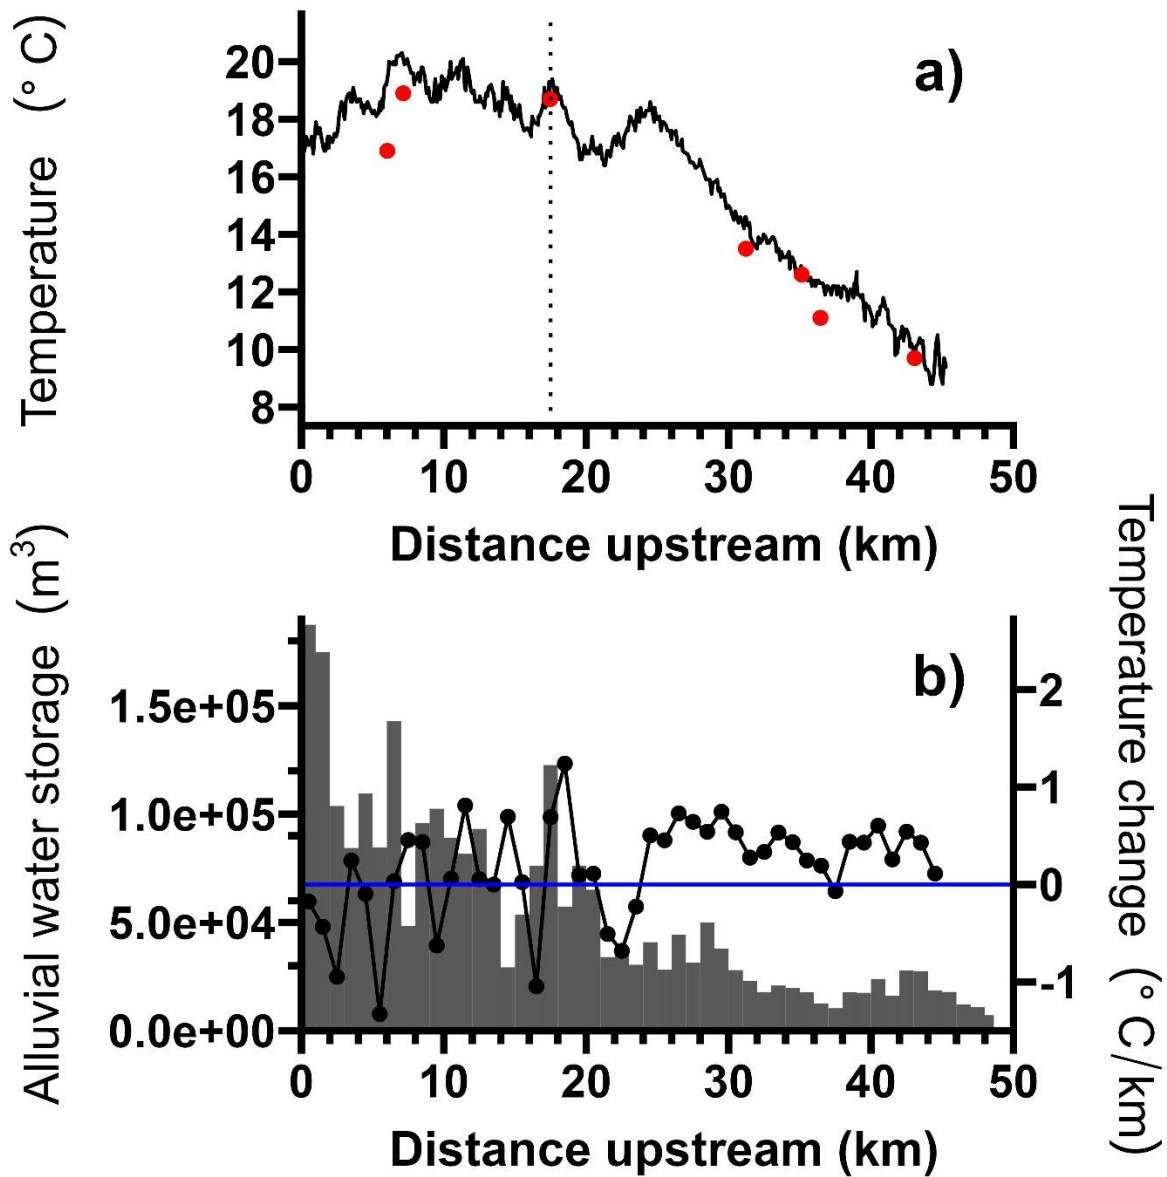 a)
Temperature (° C)
20
18
16
14
12
10
8
0 10 20 30 40 50
Distance upstream (km)
b)
Alluvial water storage (m³)
1.5e+05
1.0e+05
5.0e+04
0.0e+00
2
1
0
-1
Temperature change (° C/km)
0 10 20 30 40 50
Distance upstream (km)